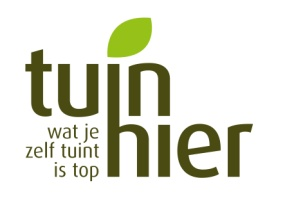 tuin
hier
wat je
zelf tuint
is top